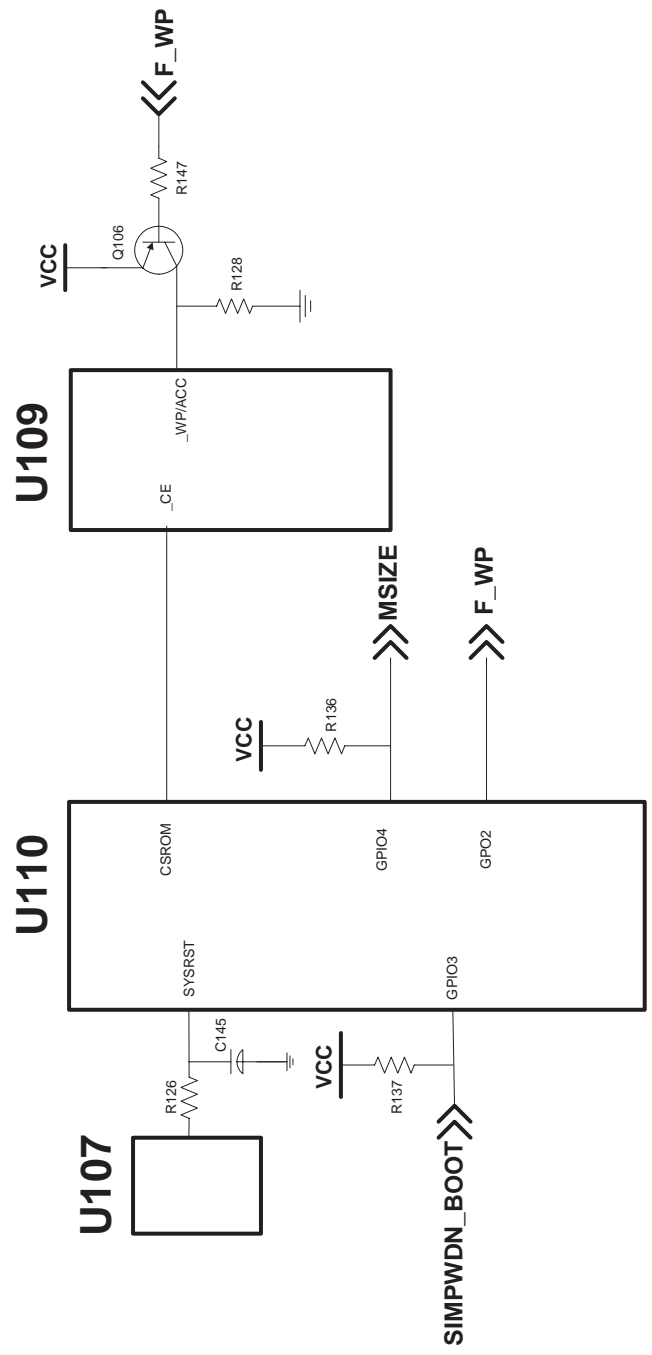 U107
R126
C145
VCC
R137
SIMPWDN_BOOT
U110
SYSRST
GPIO3
CSROM
GPIO4
GPO2
VCC
R136
MSIZE
F_WP
U109
_CE
_WP/ACC
VCC
Q106
R128
R147
F_WP